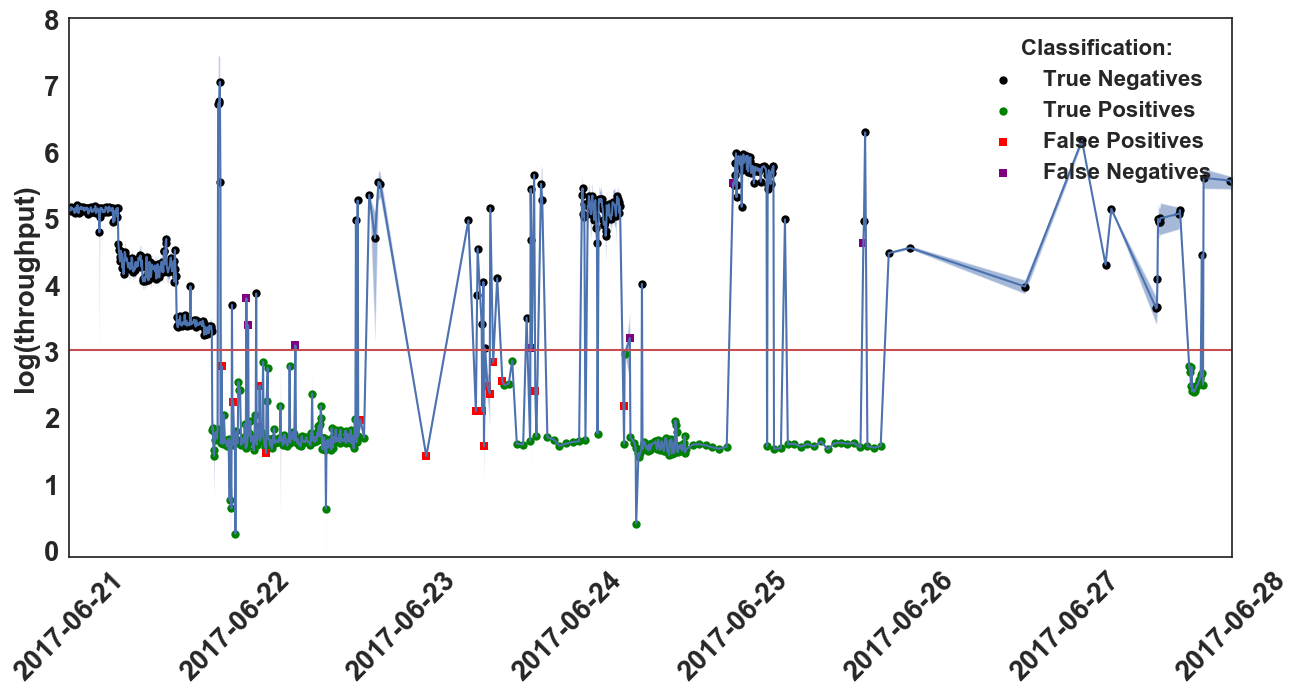 8
7
6
5
4
3
2
1
0
log(throughput)
Classification:
True Negatives
True Positives
False Positives
False Negatives
2017-06-21
2017-06-22
2017-06-23
2017-06-24
2017-06-25
2017-06-26
2017-06-27
2017-06-28